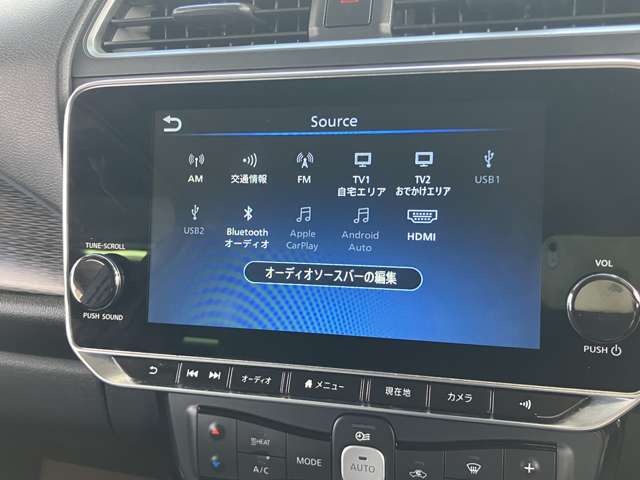 Source
AM
交通情報
FM
TV1
自宅エリア
TV2
おでかけエリア
USB1
USB2
Bluetooth
オーディオ
Apple
CarPlay
Android
Auto
HDMI
オーディオソースバーの編集
TUNE·SCROLL
PUSH SOUND
VOL
PUSH
オーディオ
メニュー
現在地
カメラ
HEAT
A/C
MODE
AUTO